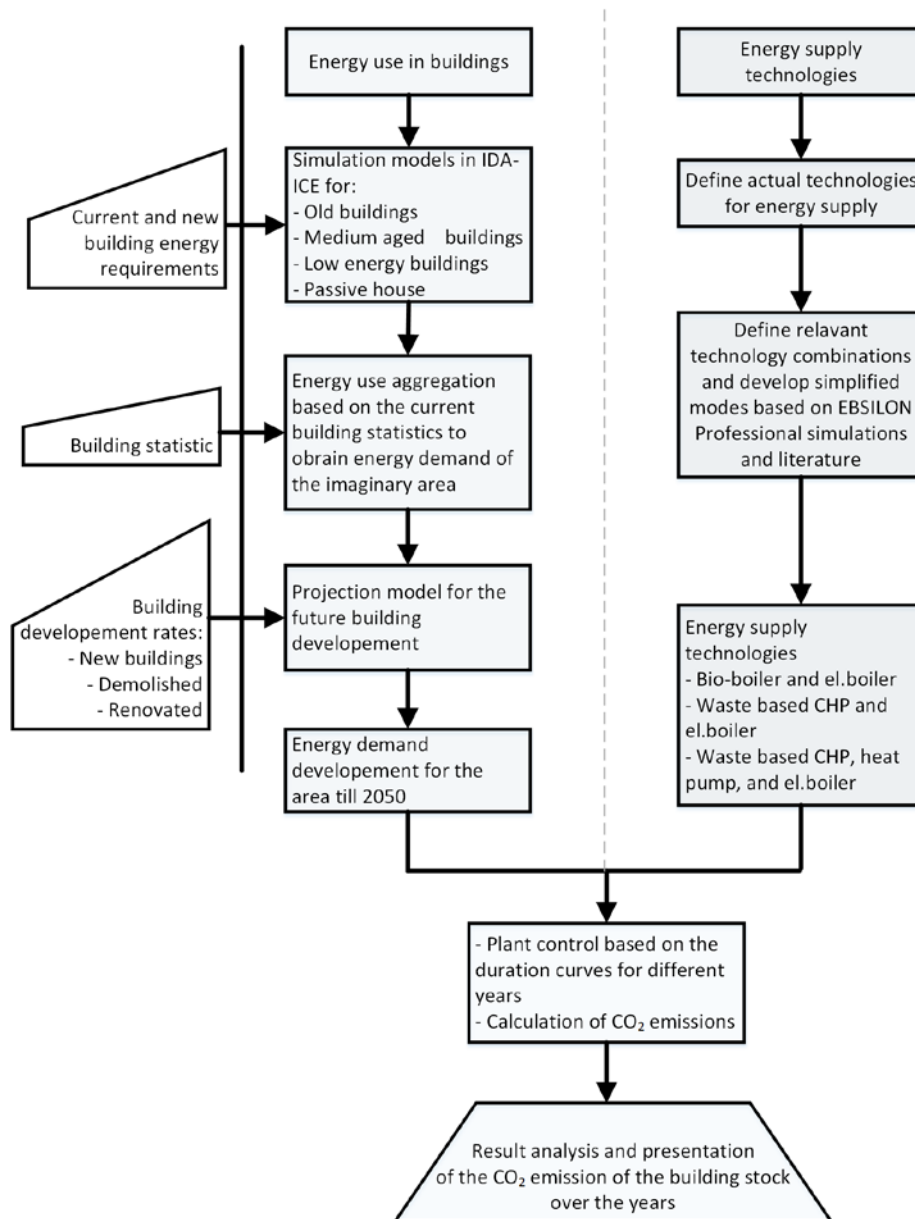 Energy use in buildings
Energy supply
technologies
Current and new
building energy
requirements
Simulation models in IDA-
ICE for:
- Old buildings
- Medium aged buildings
- Low energy buildings
- Passive house
Define actual technologies
for energy supply
Building statistic
Energy use aggregation
based on the current
building statistics to
obrain energy demand of
the imaginary area
Define relavant
technology combinations
and develop simplified
modes based on EBSILON
Professional simulations
and literature
Building
developement rates:
- New buildings
- Demolished
- Renovated
Projection model for the
future building
developement
Energy demand
developement for the
area till 2050
Energy supply
technologies
- Bio-boiler and el.boiler
- Waste based CHP and
el.boiler
- Waste based CHP, heat
pump, and el.boiler
- Plant control based on the
duration curves for different
years
- Calculation of CO₂ emissions
Result analysis and presentation
of the CO₂ emission of the building stock
over the years